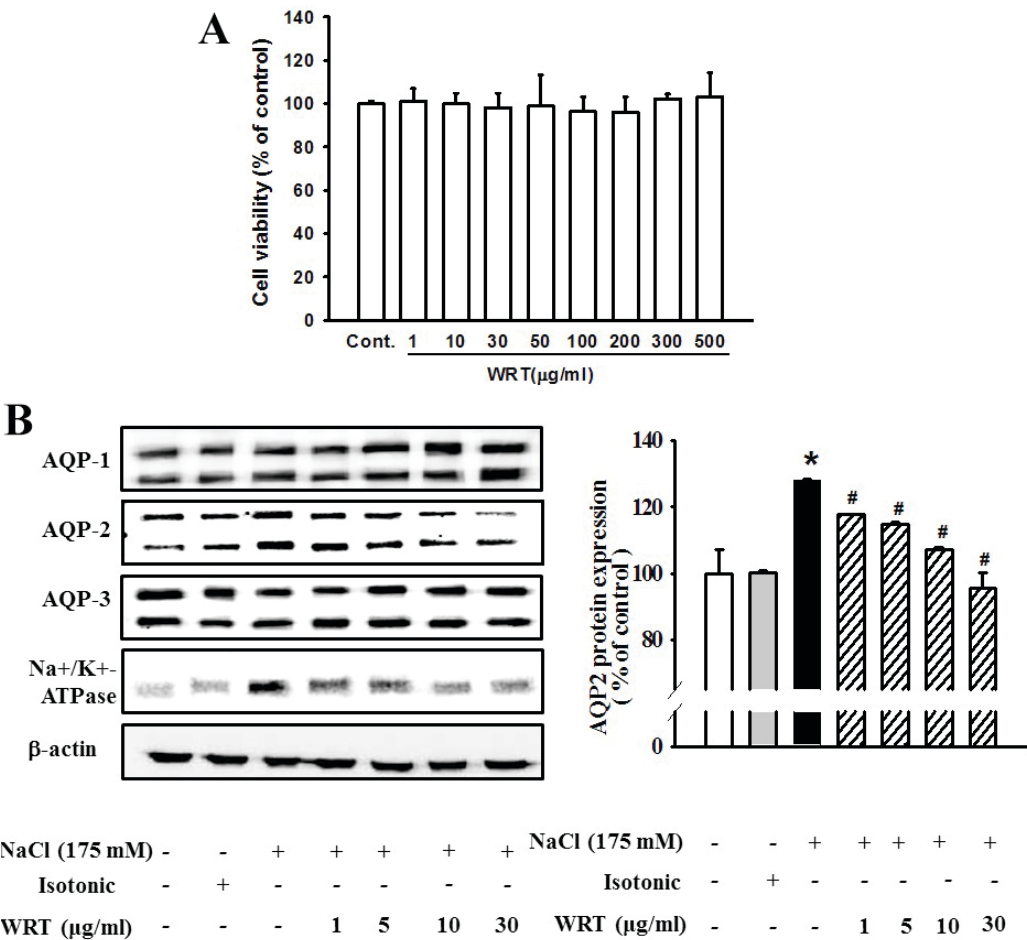 A
Cell viability (% of control)
140
120
100
80
60
40
20
0
Cont. 1 10 30 50 100 200 300 500
WRT(μg/ml)
B
AQP-1
AQP-2
AQP-3
Na+/K+-
ATPase
β-actin
NaCl (175 mM) - - + + + + +
Isotonic - + - - - - -
WRT (μg/ml) - - - 1 5 10 30
AQP2 protein expression
( % of control)
140
120
100
80
0
*
#
#
#
#
NaCl (175 mM) - - + + + + +
Isotonic - + - - - - -
WRT (μg/ml) - - - 1 5 10 30